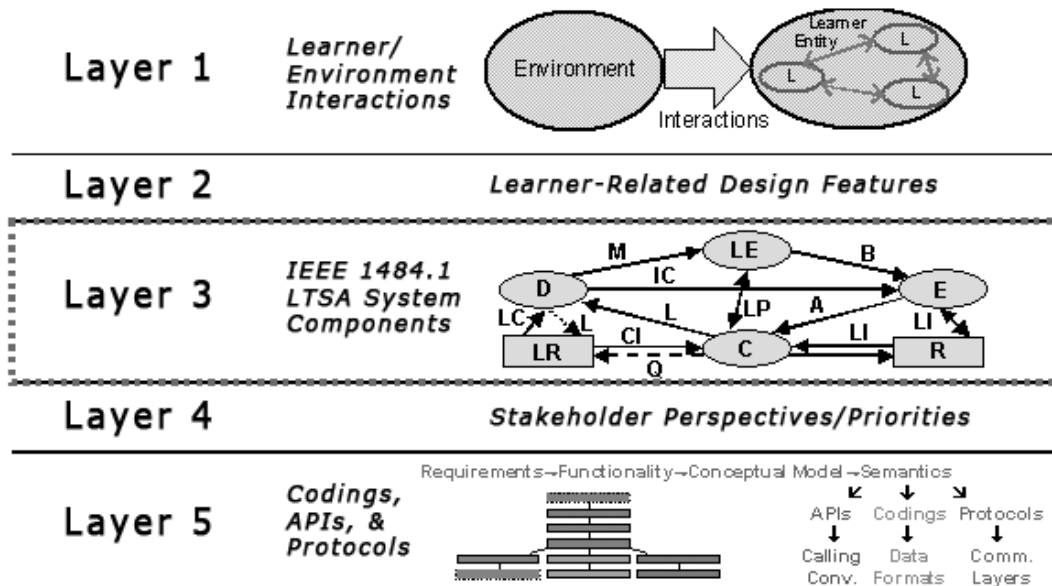 Layer 1
Learner/
Environment
Interactions
Environment
Interactions
Learner
Entity
L
L
L
Layer 2
Learner-Related Design Features
Layer 3
IEEE 1484.1
LTSA System
Components
M
LE
B
IC
D
E
LC
L
L
LP
A
LI
CI
LI
LR
C
R
Q
Layer 4
Stakeholder Perspectives/Priorities
Layer 5
Codings,
APIs, &
Protocols
Requirements→Functionality→Conceptual Model→Semantics
APIs Codings Protocols
Calling Data Comm.
Conv. Formats Layers